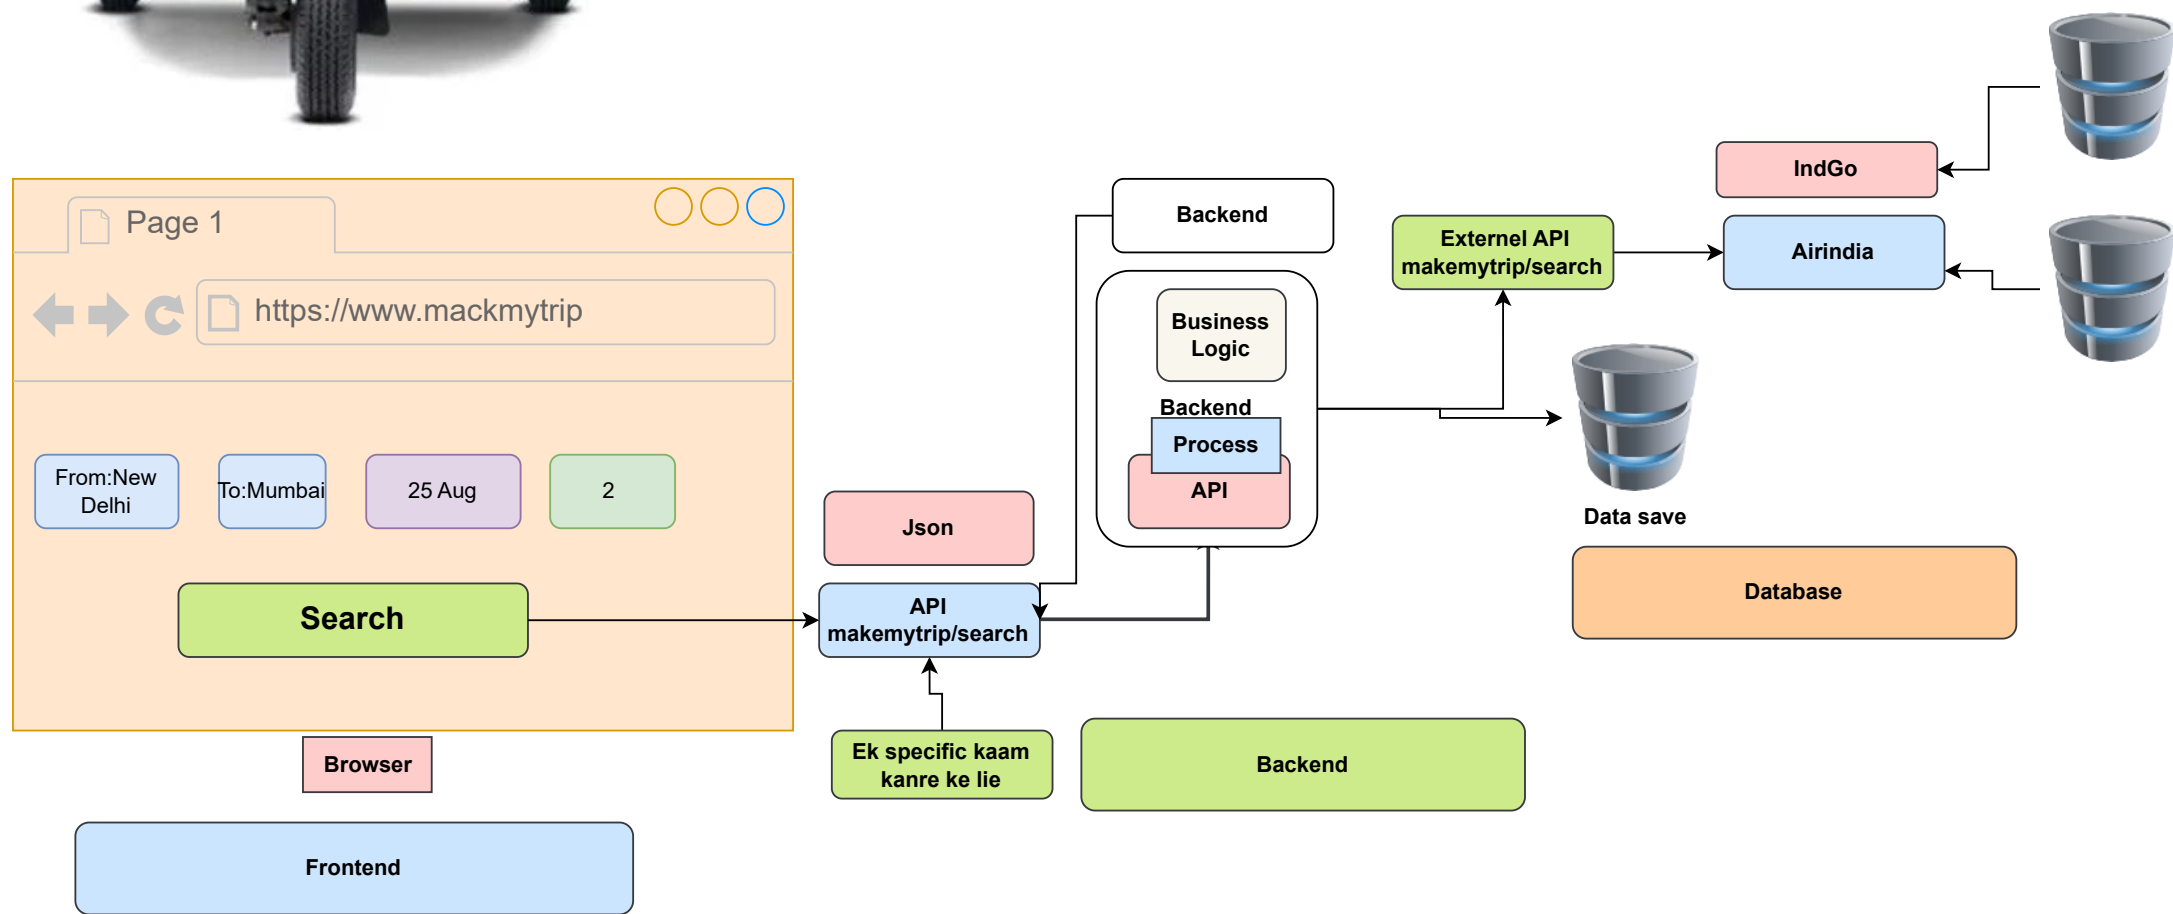 Page 1
https://www.mackmytrip
From:New
Delhi
To:Mumbai
25 Aug
2
Search
Browser
Frontend
Json
API
makemytrip/search
Ek specific kaam
kanre ke lie
Backend
Business
Logic
Backend
Process
API
Backend
Externel API
makemytrip/search
IndGo
Airindia
Data save
Database